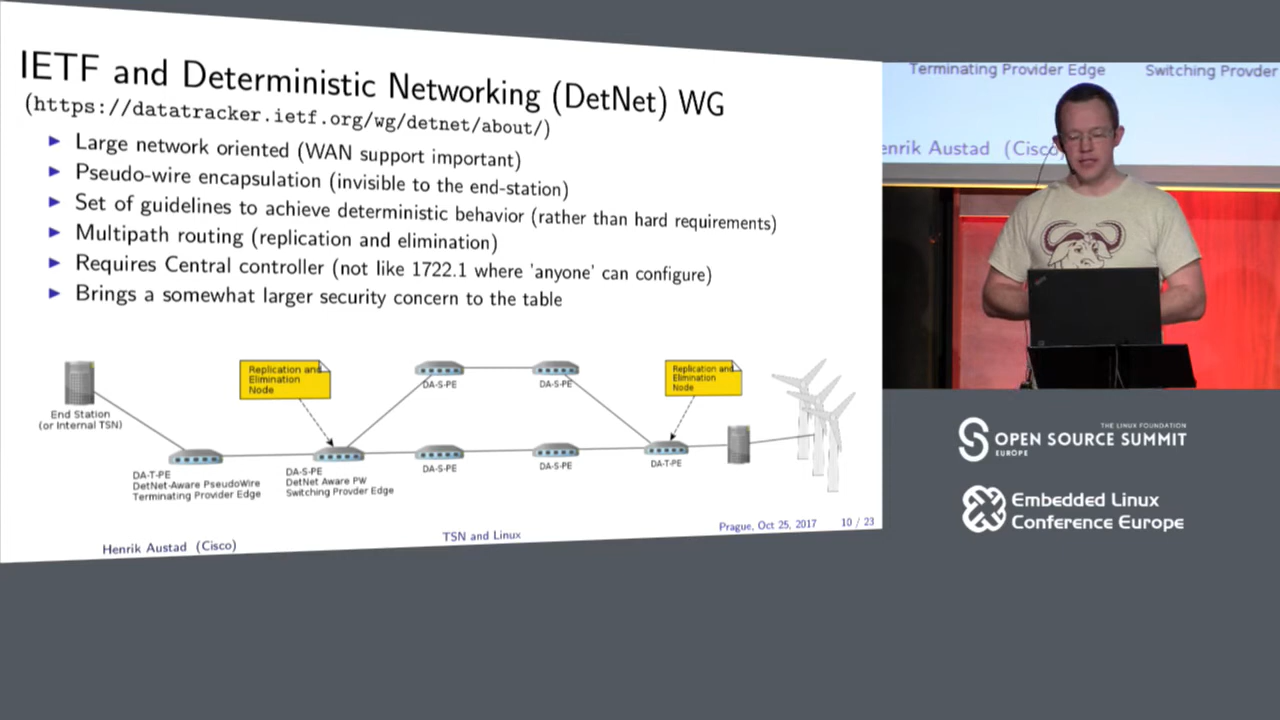 IETF and Deterministic Networking (DetNet) WG
(https://datatracker.ietf.org/wg/detnet/about/)
Large network oriented (WAN support important)
Pseudo-wire encapsulation (invisible to the end-station)
Set of guidelines to achieve deterministic behavior (rather than hard requirements)
Multipath routing (replication and elimination)
Requires Central controller (not like 1722.1 where 'anyone' can configure)
Brings a somewhat larger security concern to the table
End Station
(or Internal TSN)
Replication and
Elimination
Node
DA-S-PE
DA-S-PE
Replication and
Elimination
Node
DA-T-PE
DetNet-Aware PseudoWire
Terminating Provider Edge
DA-S-PE
DetNet Aware PW
Switching Provder Edge
DA-S-PE
DA-S-PE
DA-T-PE
Henrik Austad (Cisco)
TSN and Linux
Prague, Oct 25, 2017
10 / 23
Terminating Provider Edge
Switching Provder
enrik Austad (Cisco)
THE LINUX FOUNDATION
OPEN SOURCE SUMMIT
EUROPE
Embedded Linux
Conference Europe